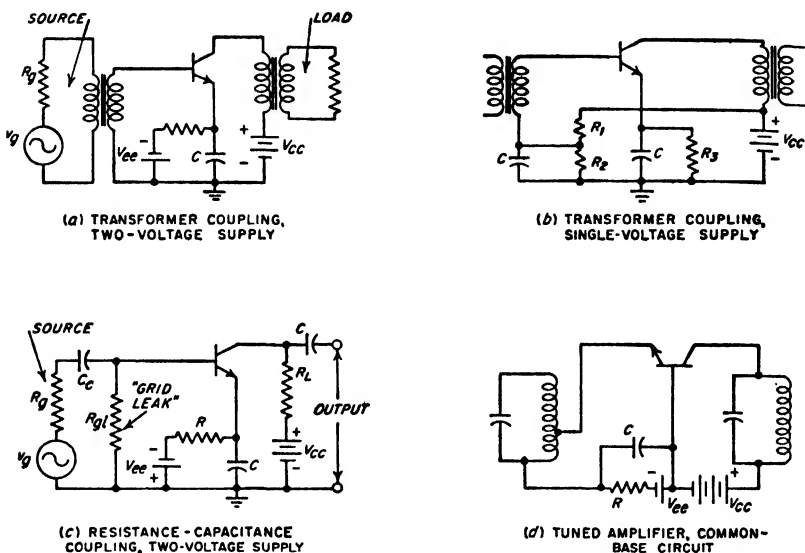 SOURCE
LOAD
Rg
vg
Vee
C
+
-
Vcc
(a) TRANSFORMER COUPLING,
TWO-VOLTAGE SUPPLY
C
R1
R2
C
R3
+
-
Vcc
(b) TRANSFORMER COUPLING,
SINGLE-VOLTAGE SUPPLY
SOURCE
Cc
Rg
vg
"GRID
LEAK"
Rgl
R
-
Vee
+
C
C
RL
+
Vcc
-
OUTPUT
(c) RESISTANCE-CAPACITANCE
COUPLING, TWO-VOLTAGE SUPPLY
C
R
-
Vee
+
Vcc
(d) TUNED AMPLIFIER, COMMON-
BASE CIRCUIT